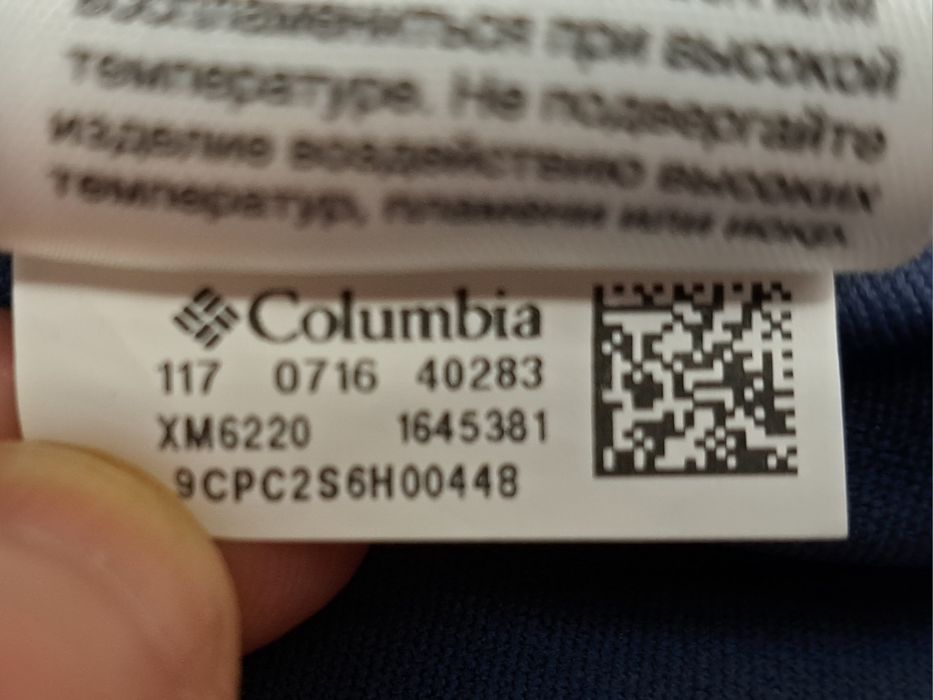 воспламениться при высокой
температуре. Не подвергайте
изделие воздействию высоких
температур, пламени или искр.
Columbia
117 0716 40283
XM6220 1645381
9CPC2S6H00448